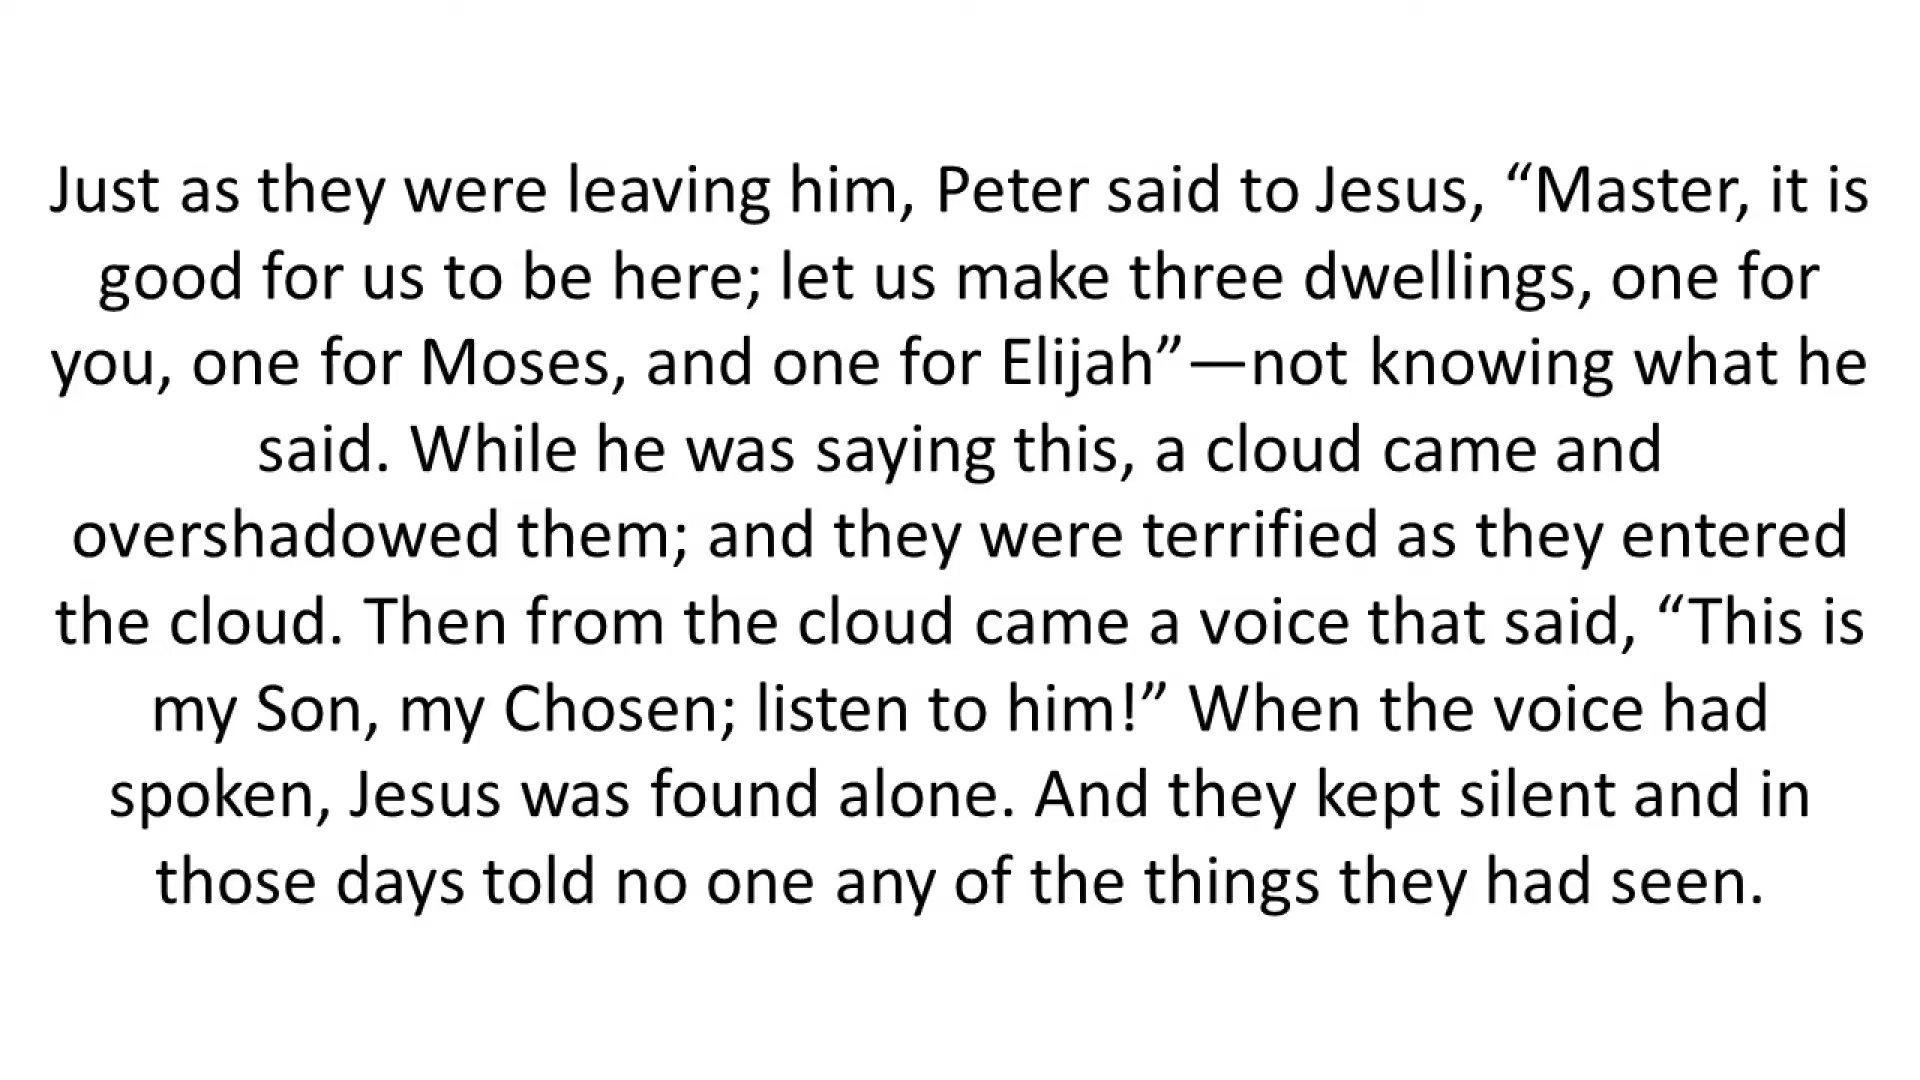 Just as they were leaving him, Peter said to Jesus, “Master, it is
good for us to be here; let us make three dwellings, one for
you, one for Moses, and one for Elijah”—not knowing what he
said. While he was saying this, a cloud came and
overshadowed them; and they were terrified as they entered
the cloud. Then from the cloud came a voice that said, “This is
my Son, my Chosen; listen to him!” When the voice had
spoken, Jesus was found alone. And they kept silent and in
those days told no one any of the things they had seen.